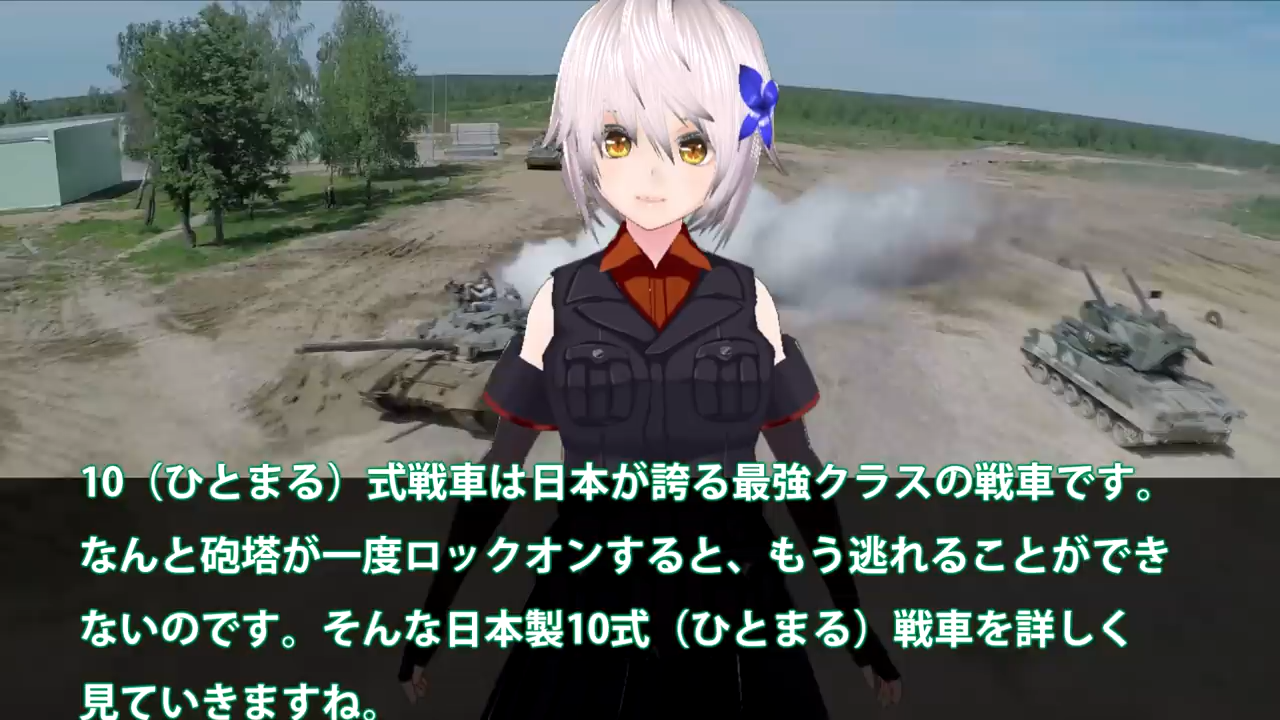 10（ひとまる）式戦車は日本が誇る最強クラスの戦車です。
なんと砲塔が一度ロックオンすると、もう逃れることができ
ないのです。そんな日本製10式（ひとまる）戦車を詳しく
見ていきますね。